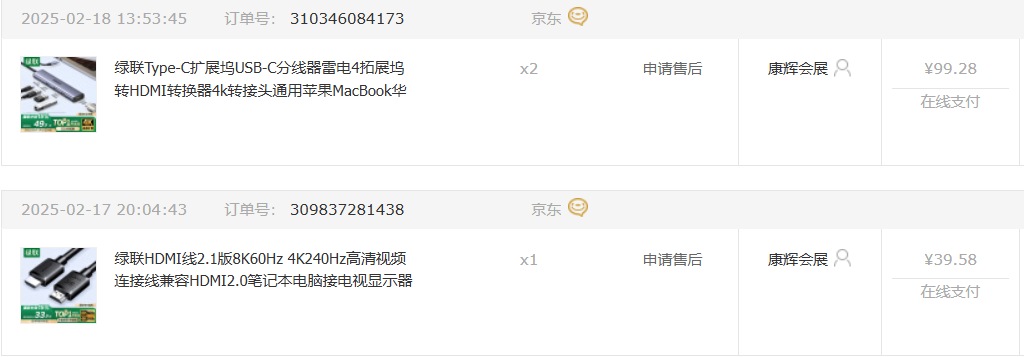 2025-02-18 13:53:45 订单号： 310346084173 京东
绿联
绿联Type-C扩展坞USB-C分线器雷电4拓展坞
转HDMI转换器4k转接头通用苹果MacBook华
x2 申请售后 康辉会展 ¥99.28
在线支付
TOP1
2025-02-17 20:04:43 订单号： 309837281438 京东
绿联
绿联HDMI线2.1版8K60Hz 4K240Hz高清视频
连接线兼容HDMI2.0笔记本电脑接电视显示器
x1 申请售后 康辉会展 ¥39.58
在线支付
TOP1